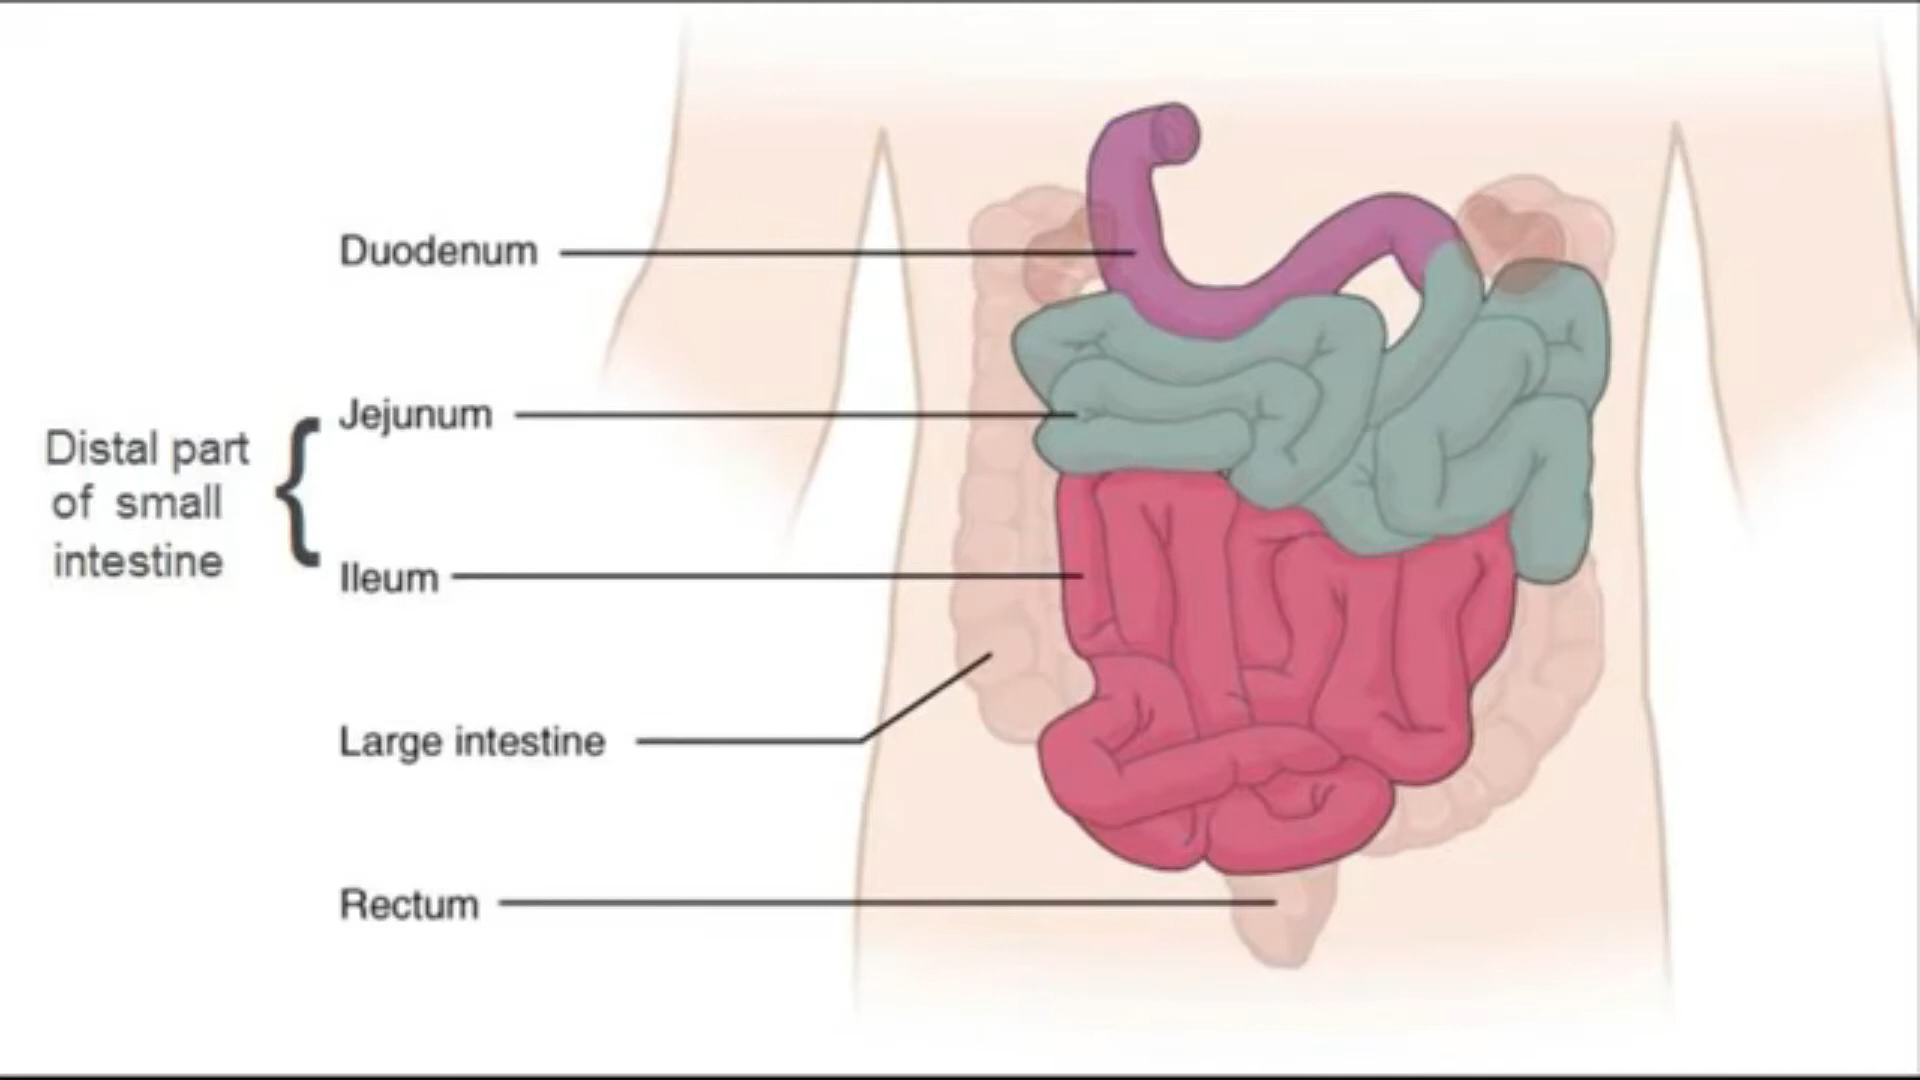 Duodenum
Jejunum
Distal part
of small
intestine
Ileum
Large intestine
Rectum